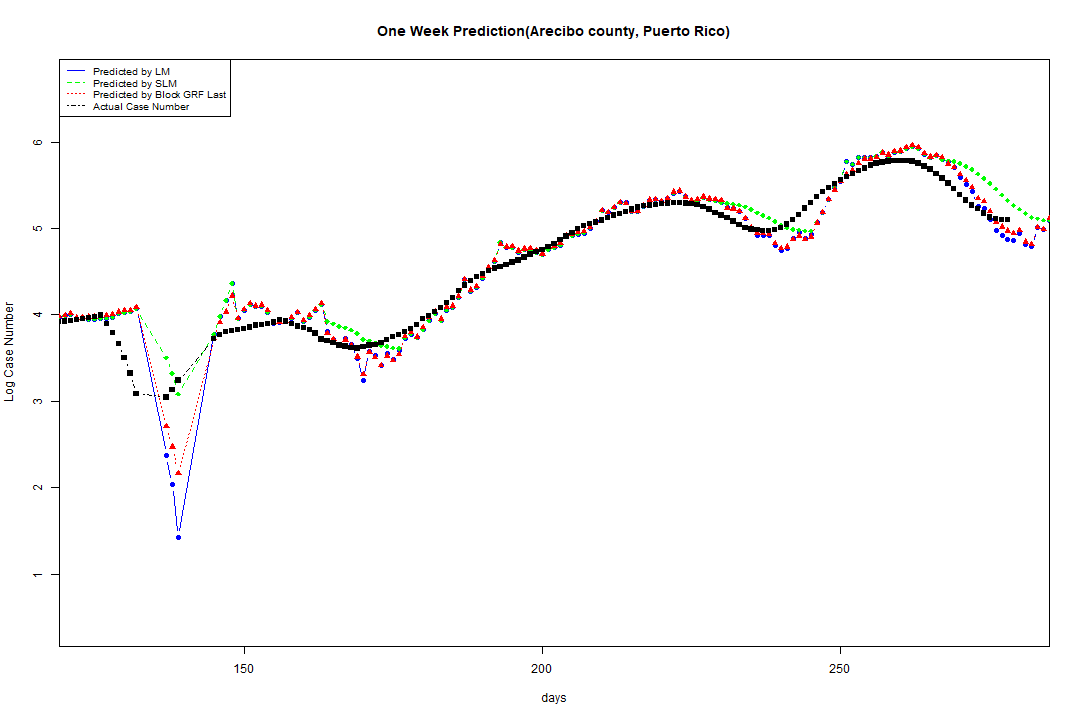 One Week Prediction(Arecibo county, Puerto Rico)
Predicted by LM
Predicted by SLM
Predicted by Block GRF Last
Actual Case Number
6
5
4
3
2
1
Log Case Number
150
200
250
days